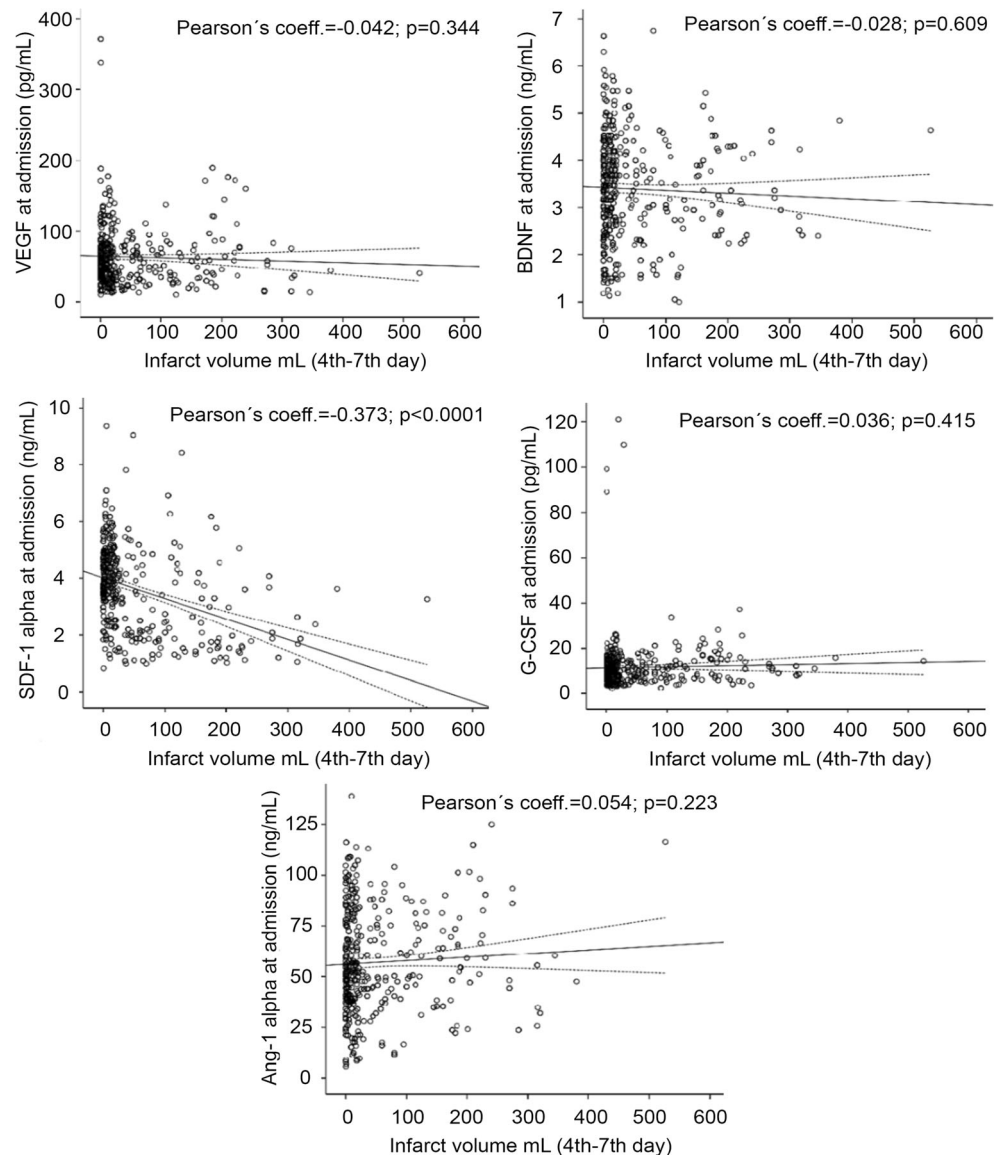 Pearson´s coeff.=-0.042; p=0.344
VEGF at admission (pg/mL)
400
300
200
100
0
0 100 200 300 400 500 600
Infarct volume mL (4th-7th day)
Pearson´s coeff.=-0.028; p=0.609
BDNF at admission (ng/mL)
7
6
5
4
3
2
1
0 100 200 300 400 500 600
Infarct volume mL (4th-7th day)
Pearson´s coeff.=-0.373; p<0.0001
SDF-1 alpha at admission (ng/mL)
10
8
6
4
2
0
0 100 200 300 400 500 600
Infarct volume mL (4th-7th day)
Pearson´s coeff.=0.036; p=0.415
G-CSF at admission (pg/mL)
120
100
80
60
40
20
0
0 100 200 300 400 500 600
Infarct volume mL (4th-7th day)
Pearson´s coeff.=0.054; p=0.223
Ang-1 alpha at admission (ng/mL)
125
100
75
50
25
0
0 100 200 300 400 500 600
Infarct volume mL (4th-7th day)